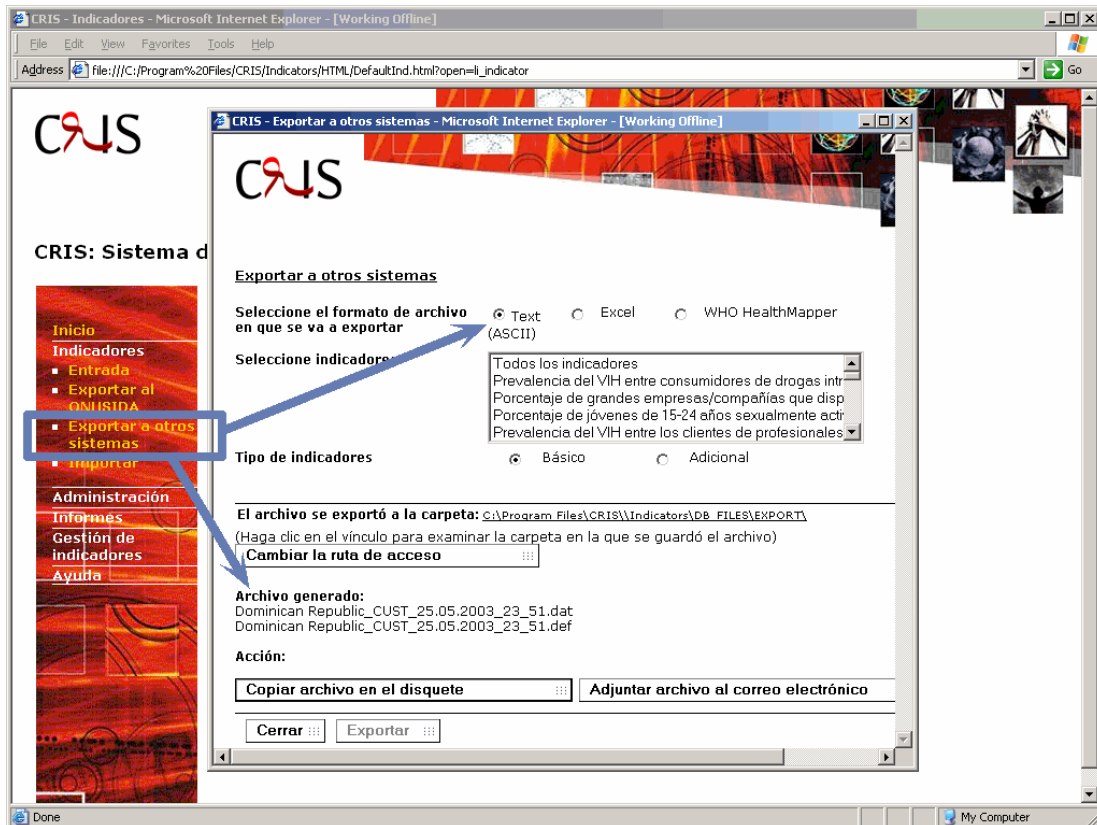 CRIS - Indicadores - Microsoft Internet Explorer - [Working Offline]
File Edit View Favorites Tools Help
Address file:///C:/Program%20Files/CRIS/Indicators/HTML/DefaultInd.html?open=li_indicator Go
CRIS
CRIS: Sistema d
Inicio
Indicadores
Entrada
Exportar al
ONUSIDA
Exportar a otros
sistemas
Importar
Administración
Informes
Gestión de
indicadores
Ayuda
CRIS - Exportar a otros sistemas - Microsoft Internet Explorer - [Working Offline]
CRIS
Exportar a otros sistemas
Seleccione el formato de archivo
en que se va a exportar
Text
(ASCII)
Excel
WHO HealthMapper
Seleccione indicadore
Todos los indicadores
Prevalencia del VIH entre consumidores de drogas intr
Porcentaje de grandes empresas/compañías que disp
Porcentaje de jóvenes de 15-24 años sexualmente acti
Prevalencia del VIH entre los clientes de profesionales
Tipo de indicadores Básico Adicional
El archivo se exportó a la carpeta: C:\Program Files\CRIS\\Indicators\DB_FILES\EXPORT\
(Haga clic en el vínculo para examinar la carpeta en la que se guardó el archivo)
Cambiar la ruta de acceso
Archivo generado:
Dominican Republic_CUST_25.05.2003_23_51.dat
Dominican Republic_CUST_25.05.2003_23_51.def
Acción:
Copiar archivo en el disquete Adjuntar archivo al correo electrónico
Cerrar Exportar
Done My Computer